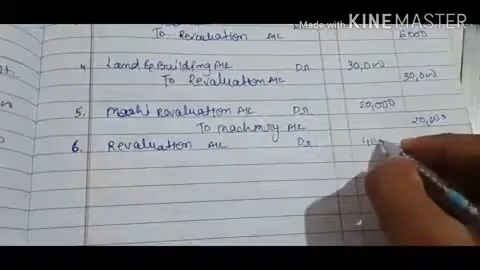 Made with KINEMASTER
To Revaluation A/c 6000
4. Land & Building A/c Dr 30,000
To Revaluation A/c 30,000
5. Revaluation A/c Dr 20,000
To machinery A/c 20,000
6. Revaluation A/c Dr